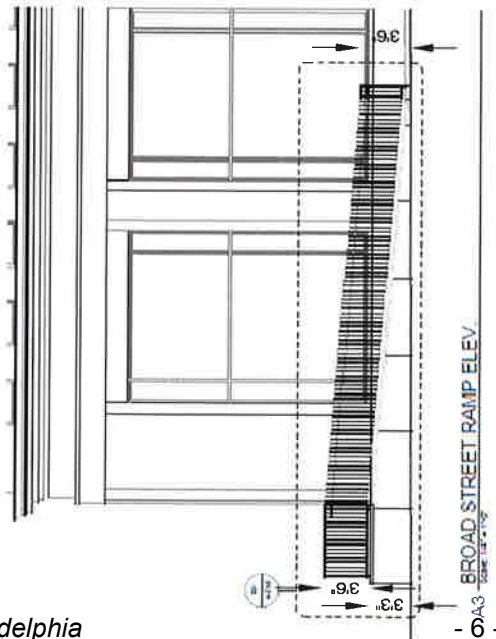 3'6"
3'6"
3'3"
BROAD STREET RAMP ELEV.
A3
delphia
- 6 -